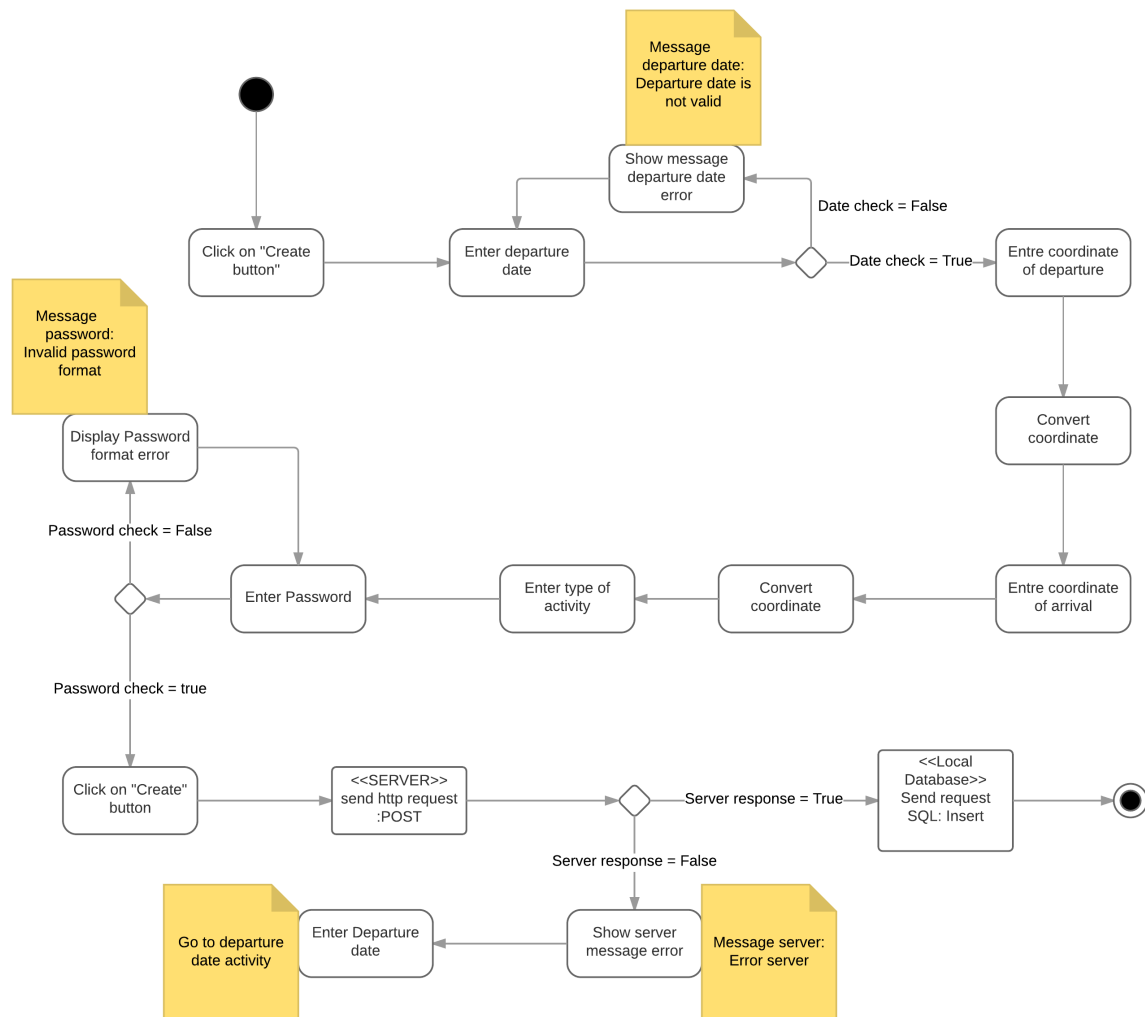 Message
departure date:
Departure date is
not valid
Show message
departure date
error
Date check = False
Click on "Create
button"
Enter departure
date
Date check = True
Entre coordinate
of departure
Message
password:
Invalid password
format
Display Password
format error
Convert
coordinate
Password check = False
Enter Password
Enter type of
activity
Convert
coordinate
Entre coordinate
of arrival
Password check = true
Click on "Create"
button
<<SERVER>>
send http request
:POST
Server response = True
<<Local
Database>>
Send request
SQL: Insert
Server response = False
Go to departure
date activity
Enter Departure
date
Show server
message error
Message server:
Error server